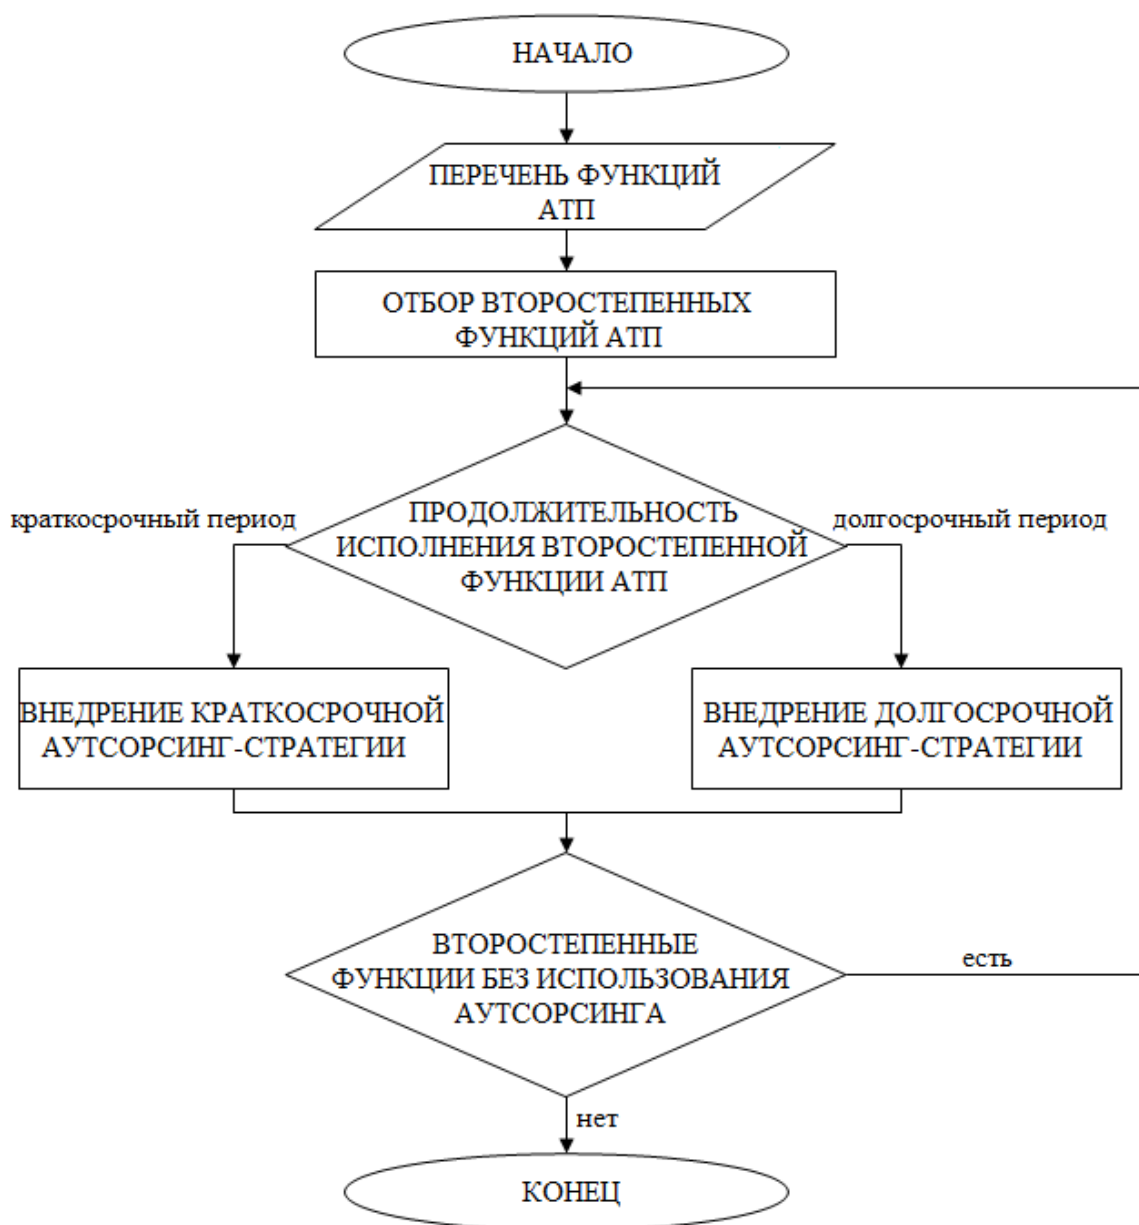 НАЧАЛО
ПЕРЕЧЕНЬ ФУНКЦИЙ
АТП
ОТБОР ВТОРОСТЕПЕННЫХ
ФУНКЦИЙ АТП
краткосрочный период
ПРОДОЛЖИТЕЛЬНОСТЬ
ИСПОЛНЕНИЯ ВТОРОСТЕПЕННОЙ
ФУНКЦИИ АТП
долгосрочный период
ВНЕДРЕНИЕ КРАТКОСРОЧНОЙ
АУТСОРСИНГ-СТРАТЕГИИ
ВНЕДРЕНИЕ ДОЛГОСРОЧНОЙ
АУТСОРСИНГ-СТРАТЕГИИ
ВТОРОСТЕПЕННЫЕ
ФУНКЦИИ БЕЗ ИСПОЛЬЗОВАНИЯ
АУТСОРСИНГА
есть
нет
КОНЕЦ